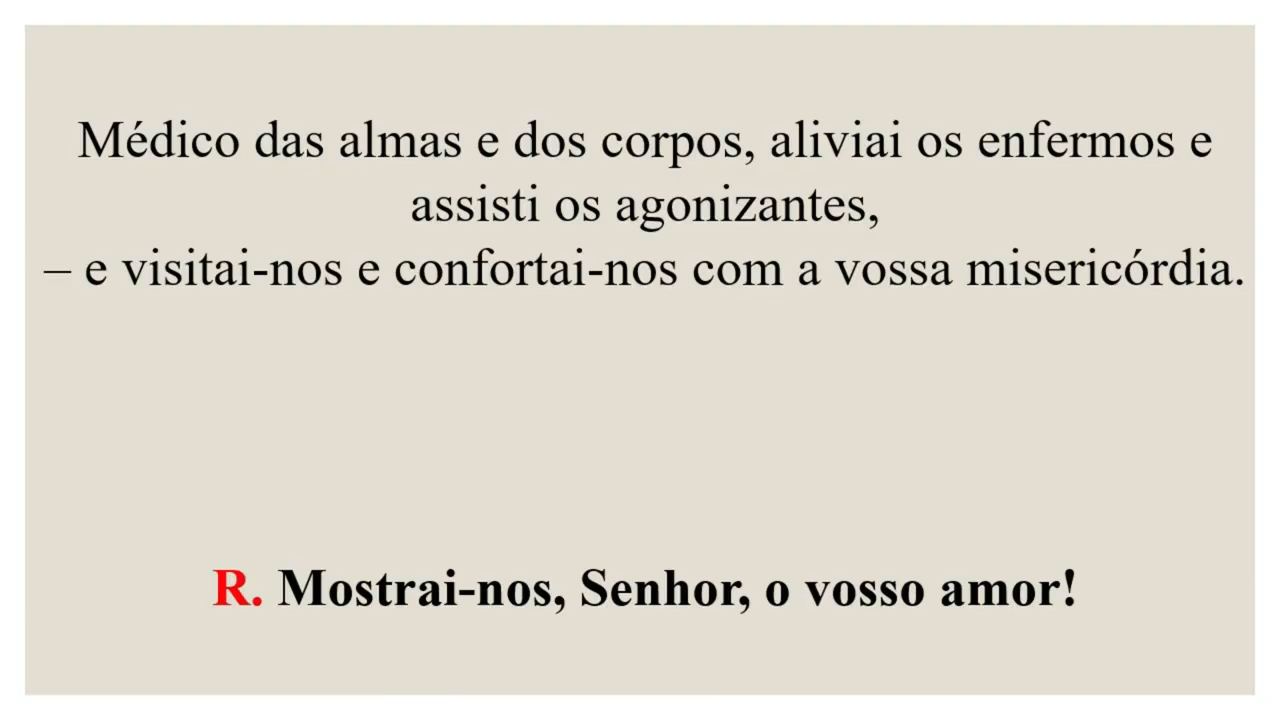 Médico das almas e dos corpos, aliviai os enfermos e
assisti os agonizantes,
– e visitai-nos e confortai-nos com a vossa misericórdia.
R. Mostrai-nos, Senhor, o vosso amor!